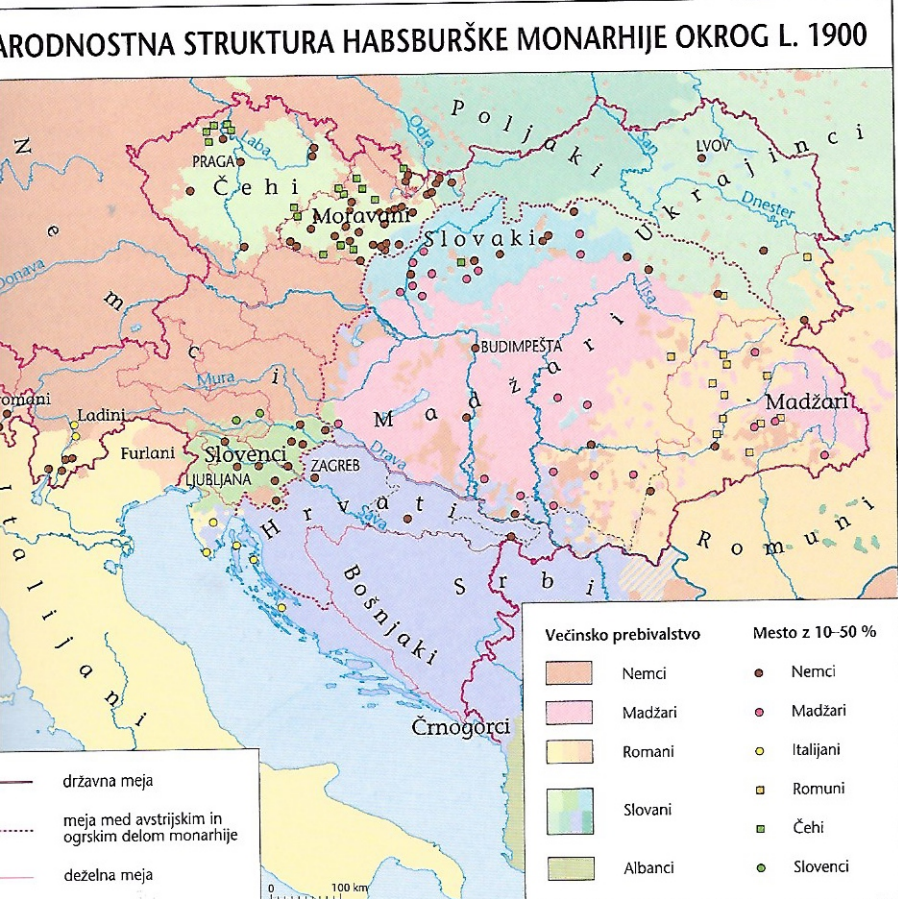 ARODNOSTNA STRUKTURA HABSBURŠKE MONARHIJE OKROG L. 1900
Poljaki
Odra
San
LVOV
Ukrajinci
Dnester
Laba
PRAGA
Čehi
Moravani
Slovaki
Nemci
Donava
Tisa
BUDIMPEŠTA
Madžari
Mura
omani
Ladini
Furlani
Slovenci
LJUBLJANA
ZAGREB
Drava
Madžari
Hrvati
Sava
Romuni
Srbi
Bošnjaki
Italijani
Črnogorci
Večinsko prebivalstvo
Nemci
Madžari
Romani
Slovani
Albanci
Mesto z 10–50 %
Nemci
Madžari
Italijani
Romuni
Čehi
Slovenci
državna meja
meja med avstrijskim in
ogrskim delom monarhije
deželna meja
0 100 km